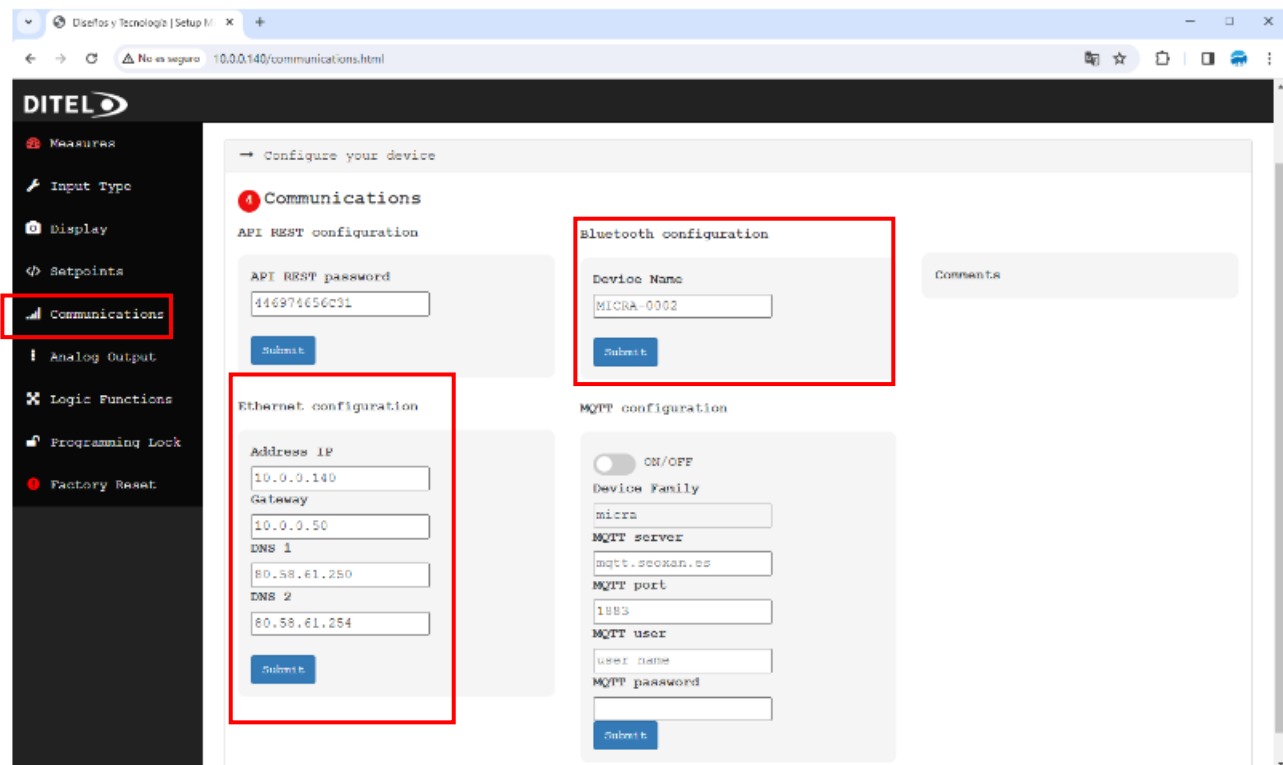 Diseños y Tecnología | Setup M
No es seguro 10.0.0.140/communications.html
DITEL
Measures
Input Type
Display
Setpoints
Communications
Analog Output
Logic Functions
Programming Lock
Factory Reset
→ Configure your device
4 Communications
API REST configuration
API REST password
446974656C31
Submit
Ethernet configuration
Address IP
10.0.0.140
Gateway
10.0.0.50
DNS 1
80.58.61.250
DNS 2
80.58.61.254
Submit
Bluetooth configuration
Device Name
MICRA-0002
Submit
MQTT configuration
ON/OFF
Device Family
micra
MQTT server
mqtt.seoxan.es
MQTT port
1883
MQTT user
user name
MQTT password
Submit
Comments